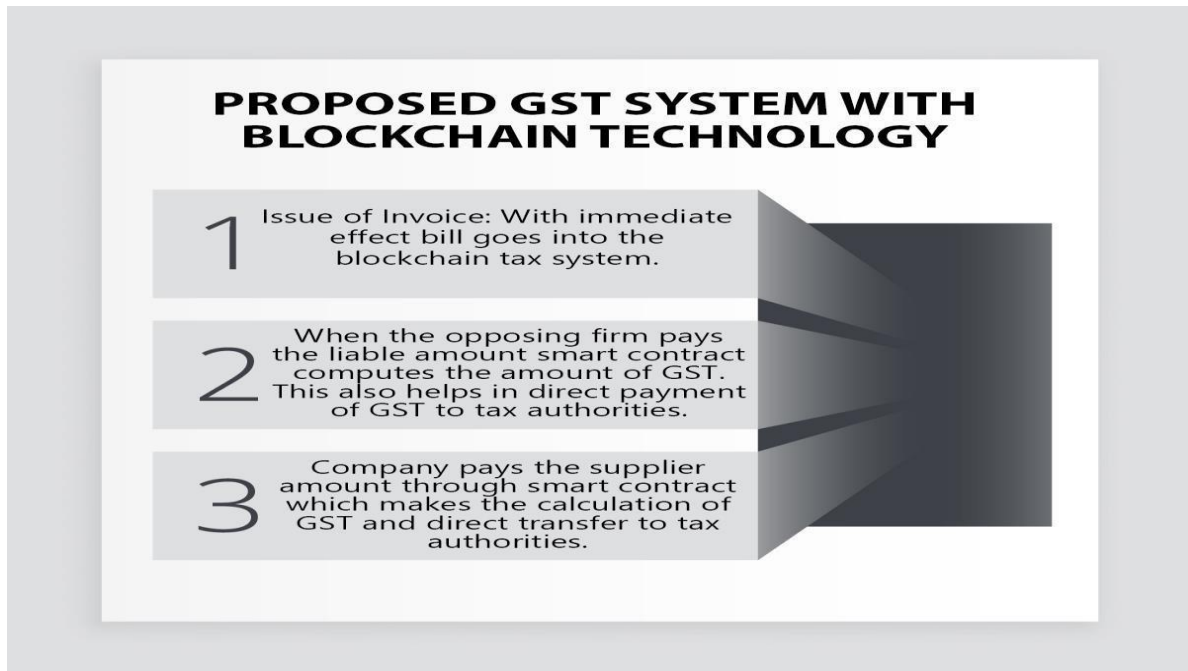 PROPOSED GST SYSTEM WITH
BLOCKCHAIN TECHNOLOGY
1
Issue of Invoice: With immediate
effect bill goes into the
blockchain tax system.
2
When the opposing firm pays
the liable amount smart contract
computes the amount of GST.
This also helps in direct payment
of GST to tax authorities.
3
Company pays the supplier
amount through smart contract
which makes the calculation of
GST and direct transfer to tax
authorities.